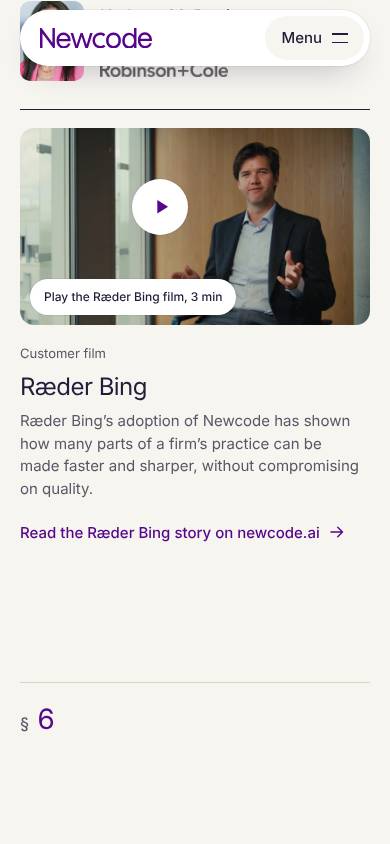 Newcode
Menu
Robinson+Cole
Play the Ræder Bing film, 3 min
Customer film
Ræder Bing
Ræder Bing’s adoption of Newcode has shown
how many parts of a firm’s practice can be
made faster and sharper, without compromising
on quality.
Read the Ræder Bing story on newcode.ai →
§ 6